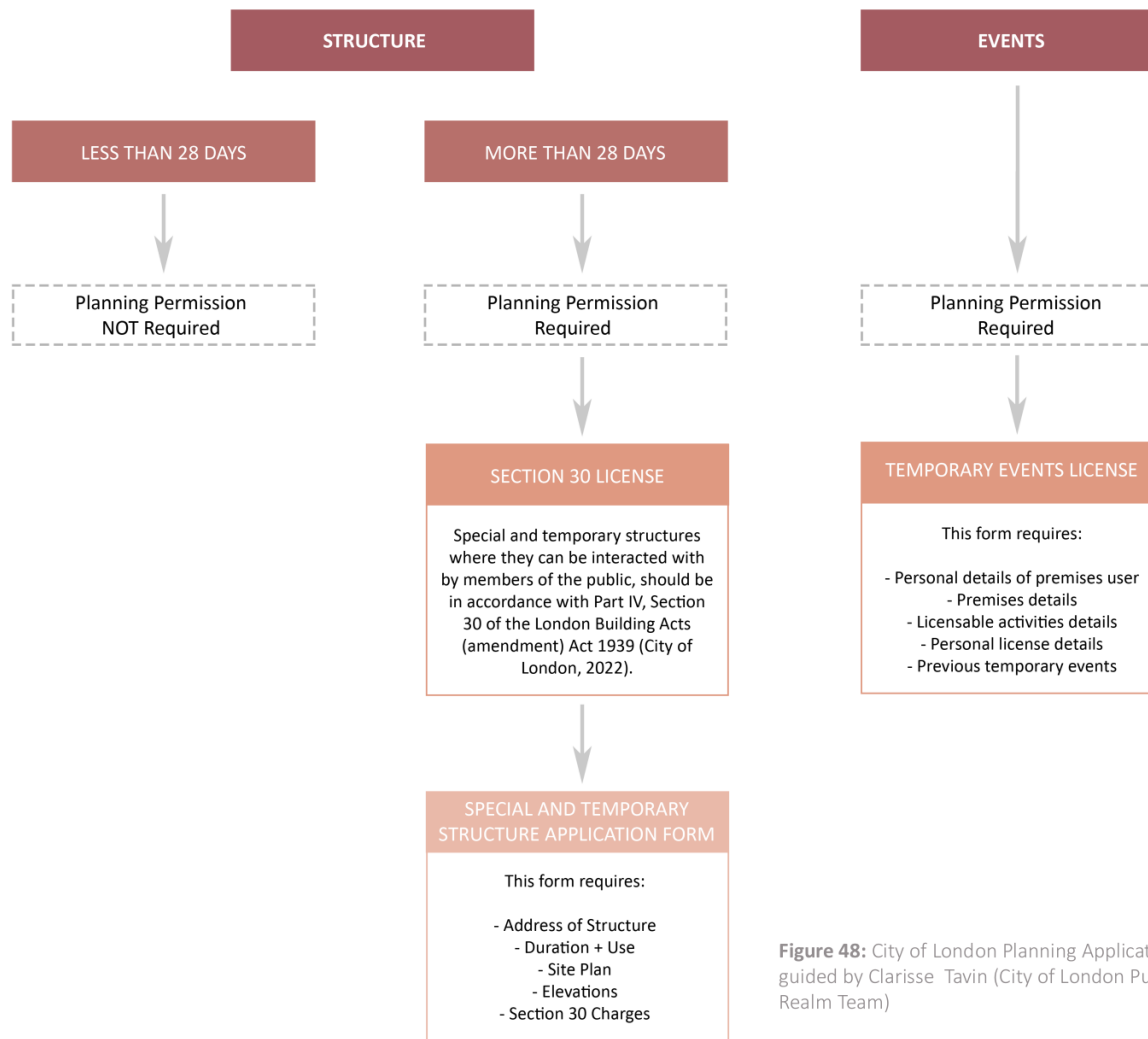 STRUCTURE
EVENTS
LESS THAN 28 DAYS
MORE THAN 28 DAYS
Planning Permission
NOT Required
Planning Permission
Required
Planning Permission
Required
SECTION 30 LICENSE
Special and temporary structures
where they can be interacted with
by members of the public, should be
in accordance with Part IV, Section
30 of the London Building Acts
(amendment) Act 1939 (City of
London, 2022).
TEMPORARY EVENTS LICENSE
This form requires:
- Personal details of premises user
- Premises details
- Licensable activities details
- Personal license details
- Previous temporary events
SPECIAL AND TEMPORARY
STRUCTURE APPLICATION FORM
This form requires:
- Address of Structure
- Duration + Use
- Site Plan
- Elevations
- Section 30 Charges
Figure 48: City of London Planning
guided by Clarisse Tavin (City of London
Realm Team)